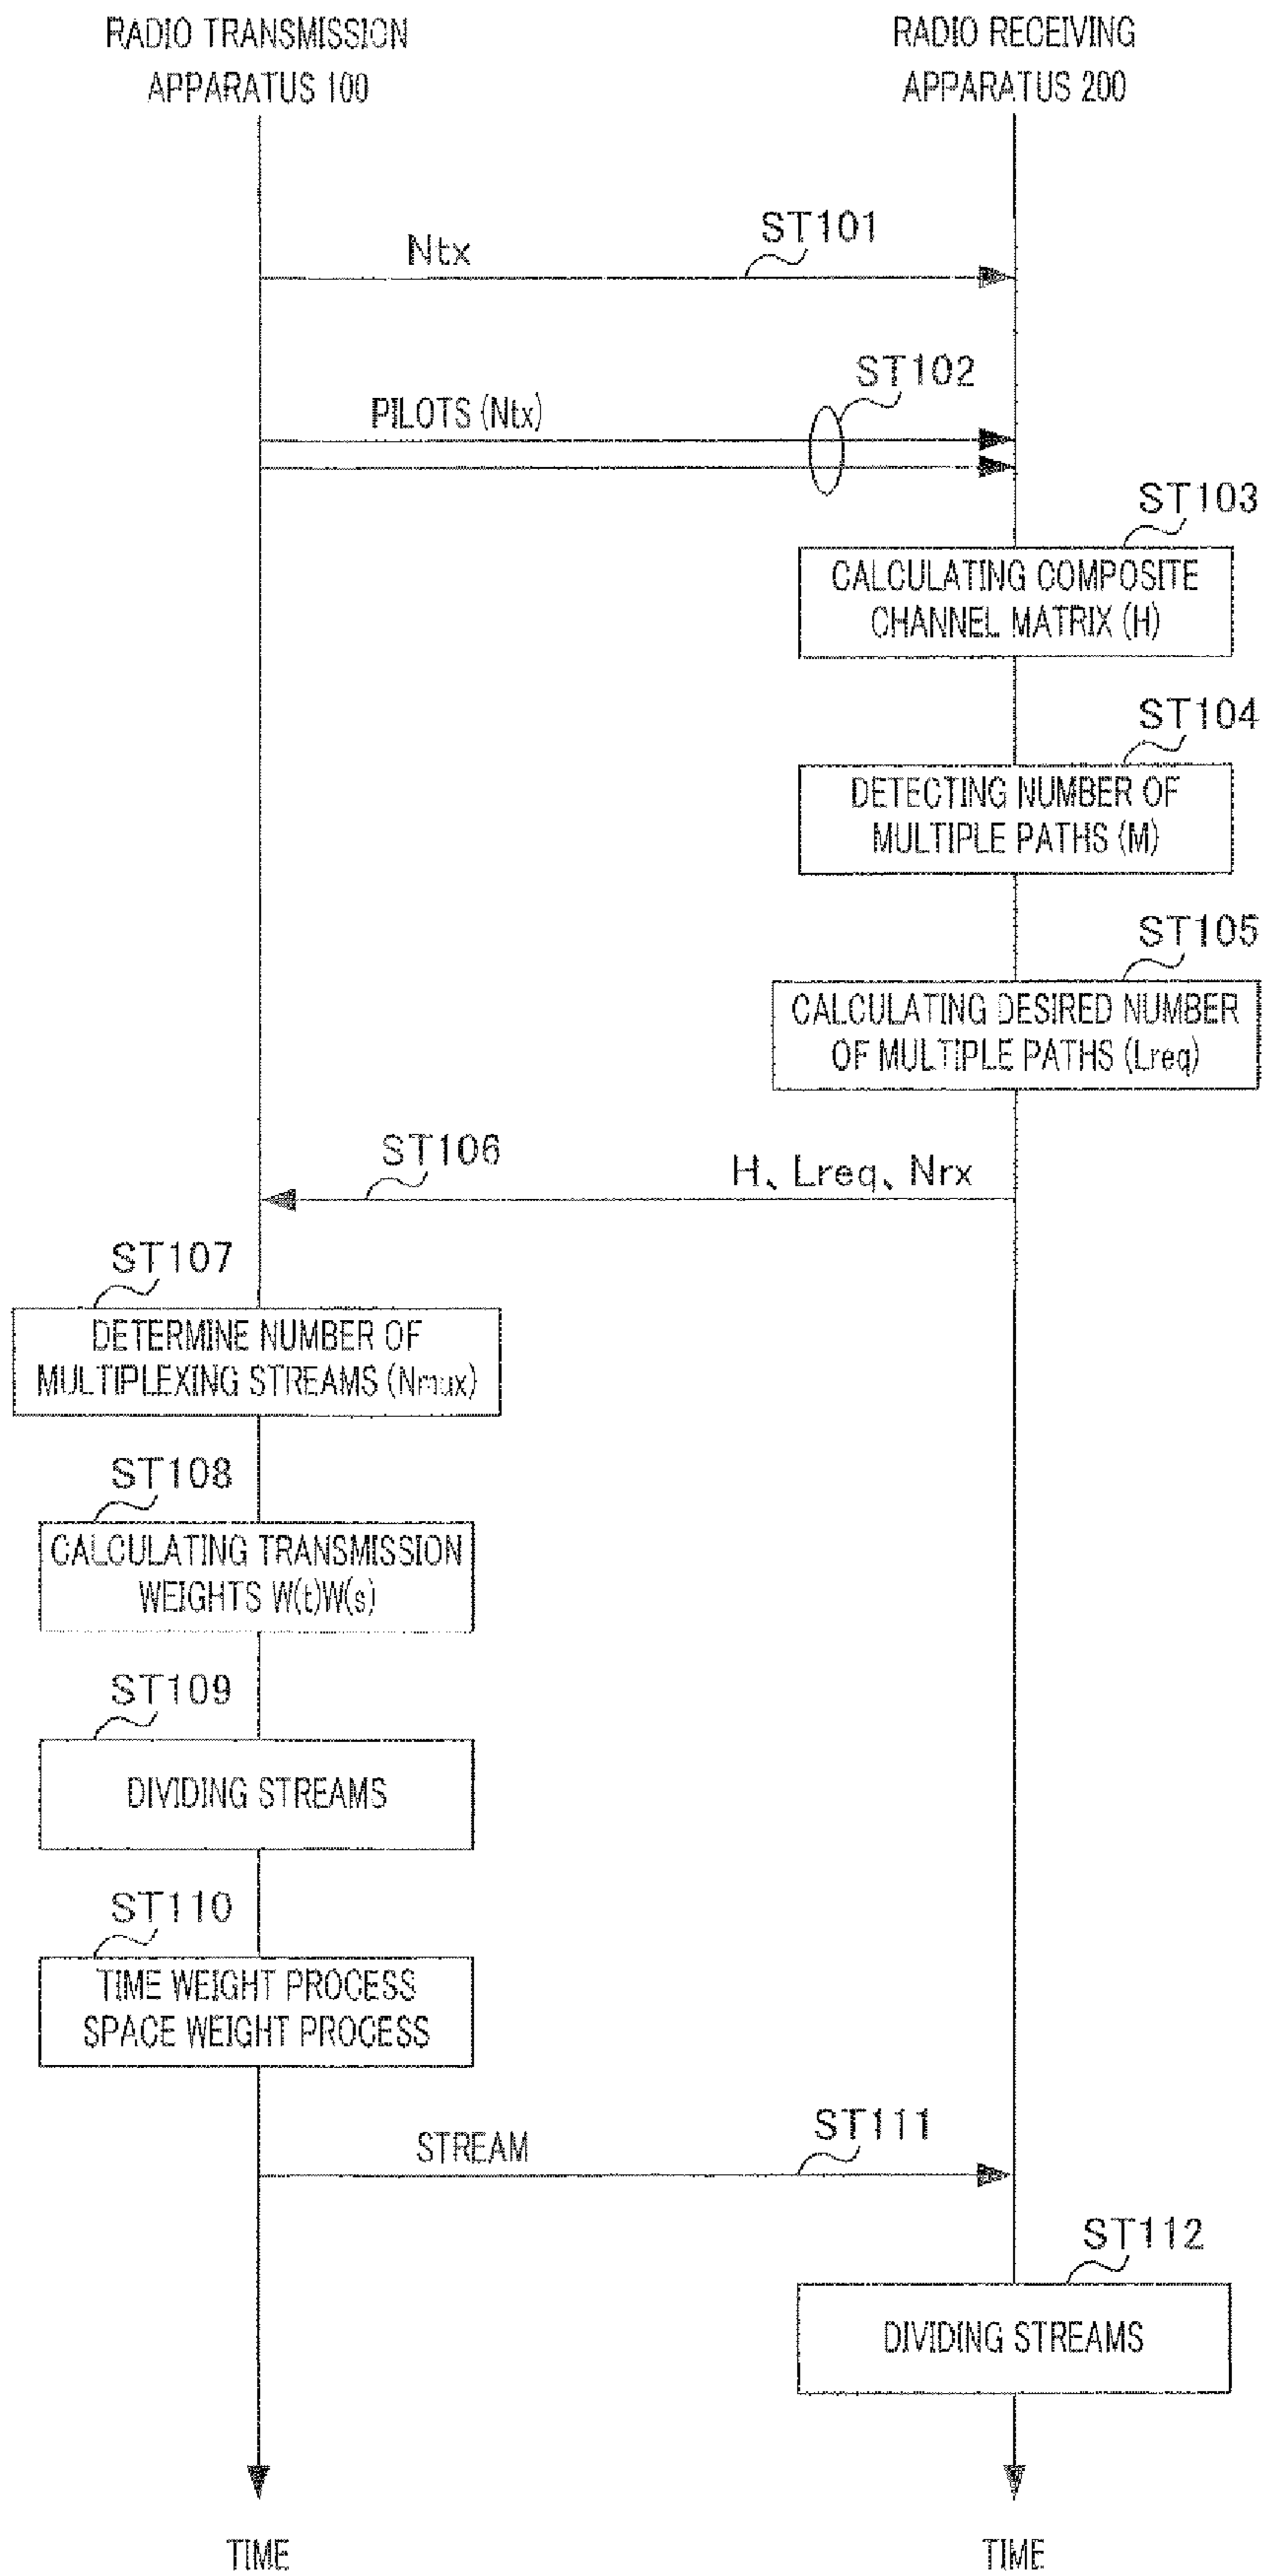 RADIO TRANSMISSION
APPARATUS 100
RADIO RECEIVING
APPARATUS 200
Ntx
ST101
PILOTS (Ntx)
ST102
ST103
CALCULATING COMPOSITE
CHANNEL MATRIX (H)
ST104
DETECTING NUMBER OF
MULTIPLE PATHS (M)
ST105
CALCULATING DESIRED NUMBER
OF MULTIPLE PATHS (Lreq)
ST106
H、Lreq、Nrx
ST107
DETERMINE NUMBER OF
MULTIPLEXING STREAMS (Nmux)
ST108
CALCULATING TRANSMISSION
WEIGHTS W(t)W(s)
ST109
DIVIDING STREAMS
ST110
TIME WEIGHT PROCESS
SPACE WEIGHT PROCESS
STREAM
ST111
ST112
DIVIDING STREAMS
TIME
TIME